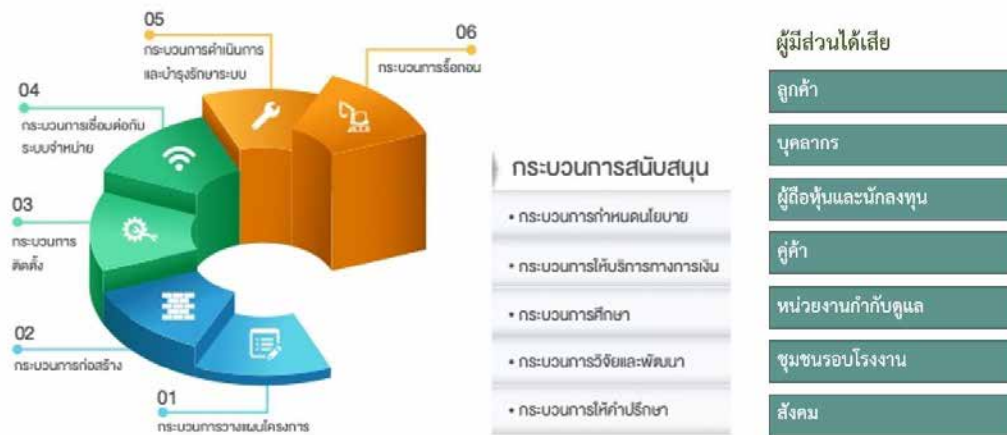 05
กระบวนการดำเนินการ
และบำรุงรักษาระบบ
06
กระบวนการรื้อถอน
04
กระบวนการเชื่อมต่อกับ
ระบบจำหน่าย
03
กระบวนการ
ติดตั้ง
02
กระบวนการก่อสร้าง
01
กระบวนการวางแผนโครงการ
กระบวนการสนับสนุน
• กระบวนการกำหนดนโยบาย
• กระบวนการให้บริการทางการเงิน
• กระบวนการศึกษา
• กระบวนการวิจัยและพัฒนา
• กระบวนการให้คำปรึกษา
ผู้มีส่วนได้เสีย
ลูกค้า
บุคลากร
ผู้ถือหุ้นและนักลงทุน
คู่ค้า
หน่วยงานกำกับดูแล
ชุมชนรอบโรงงาน
สังคม